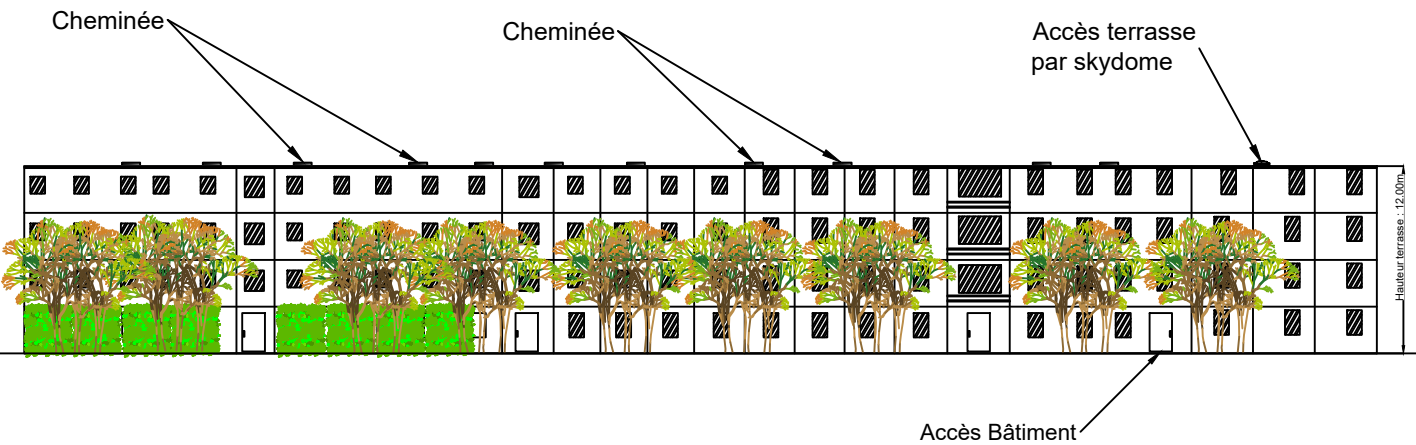 Cheminée
Cheminée
Accès terrasse
par skydome
Hauteur terrasse : 12,00m
Accès Bâtiment